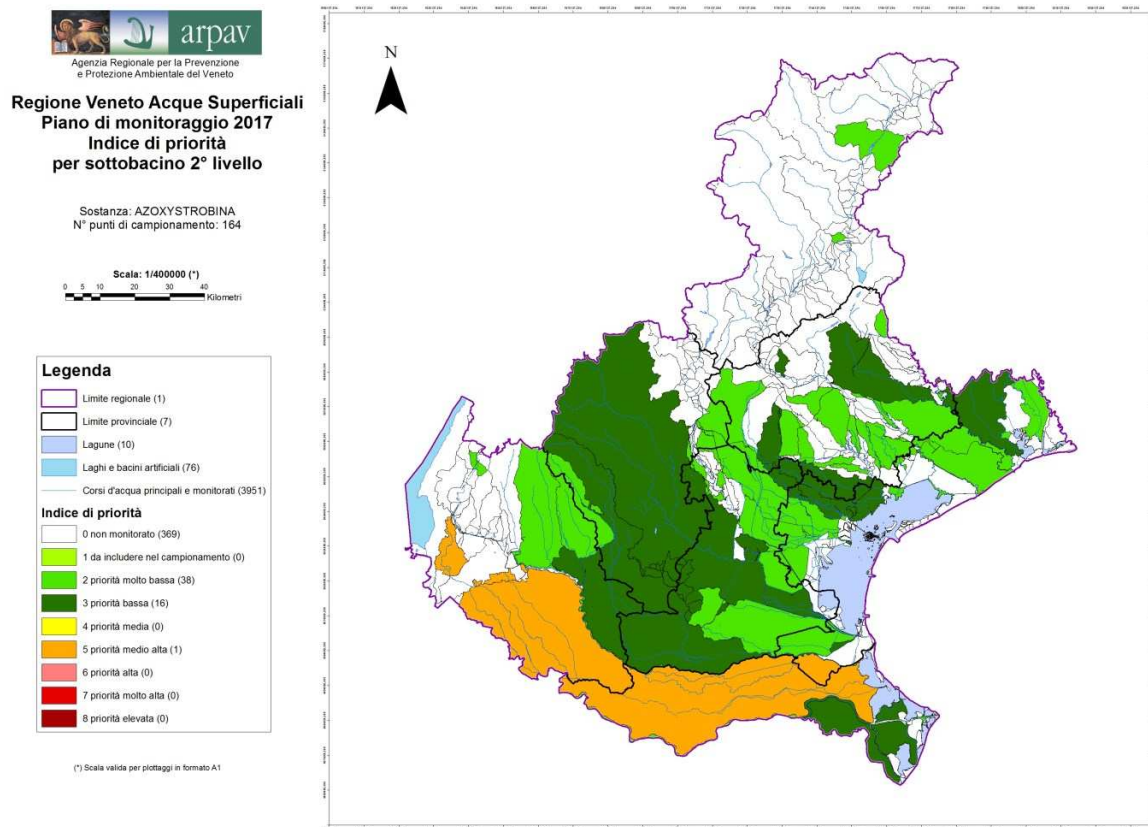 arpav
Agenzia Regionale per la Prevenzione
e Protezione Ambientale del Veneto
Regione Veneto Acque Superficiali
Piano di monitoraggio 2017
Indice di priorità
per sottobacino 2° livello
Sostanza: AZOXYSTROBINA
N° punti di campionamento: 164
Scala: 1/400000 (*)
0 5 10 20 30 40
Kilometri
Legenda
Limite regionale (1)
Limite provinciale (7)
Lagune (10)
Laghi e bacini artificiali (76)
Corsi d'acqua principali e monitorati (3951)
Indice di priorità
0 non monitorato (369)
1 da includere nel campionamento (0)
2 priorità molto bassa (38)
3 priorità bassa (16)
4 priorità media (0)
5 priorità medio alta (1)
6 priorità alta (0)
7 priorità molto alta (0)
8 priorità elevata (0)
(*) Scala valida per plottaggi in formato A1
N